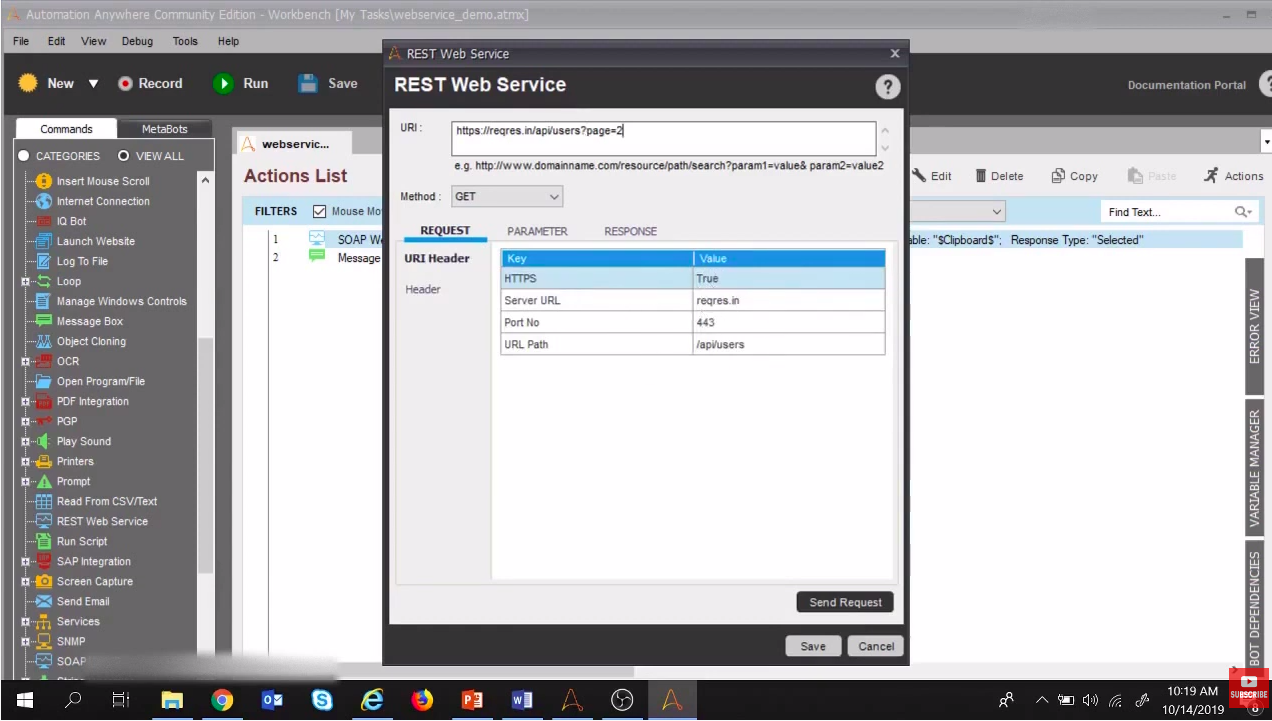 Automation Anywhere Community Edition - Workbench [My Tasks\webservice_demo.atmx]
File Edit View Debug Tools Help
New Record Run Save
Documentation Portal
Commands MetaBots
CATEGORIES VIEW ALL
Insert Mouse Scroll
Internet Connection
IQ Bot
Launch Website
Log To File
Loop
Manage Windows Controls
Message Box
Object Cloning
OCR
Open Program/File
PDF Integration
PGP
Play Sound
Printers
Prompt
Read From CSV/Text
REST Web Service
Run Script
SAP Integration
Screen Capture
Send Email
Services
SNMP
SOAP
webservic...
Actions List
Edit Delete Copy Paste Actions
FILTERS Mouse Mo
Find Text...
1 SOAP We
able: "$Clipboard$"; Response Type: "Selected"
2 Message
REST Web Service
REST Web Service
URI : https://reqres.in/api/users?page=2
e.g. http://www.domainname.com/resource/path/search?param1=value& param2=value2
Method : GET
REQUEST PARAMETER RESPONSE
URI Header
Header
Key Value
HTTPS True
Server URL reqres.in
Port No 443
URL Path /api/users
Send Request
Save Cancel
ERROR VIEW
VARIABLE MANAGER
BOT DEPENDENCIES
SUBSCRIBE
10:19 AM
10/14/2019
8